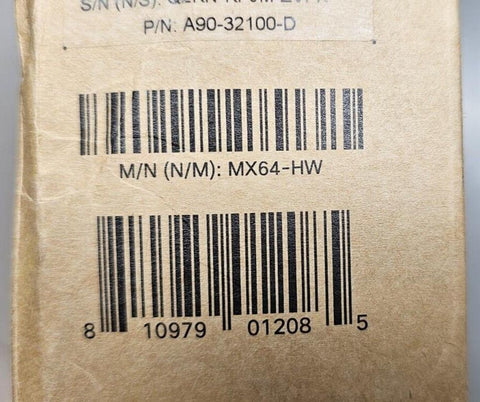 S/N (N/S):
P/N: A90-32100-D
M/N (N/M): MX64-HW
8 10979 01208 5